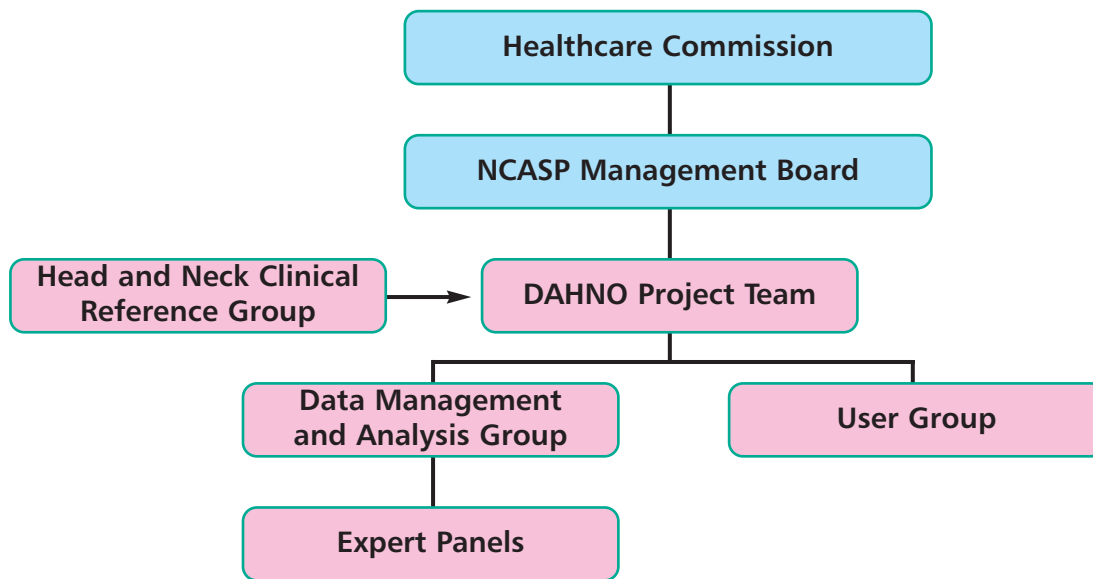 Healthcare Commission
NCASP Management Board
Head and Neck Clinical
Reference Group
DAHNO Project Team
Data Management
and Analysis Group
User Group
Expert Panels